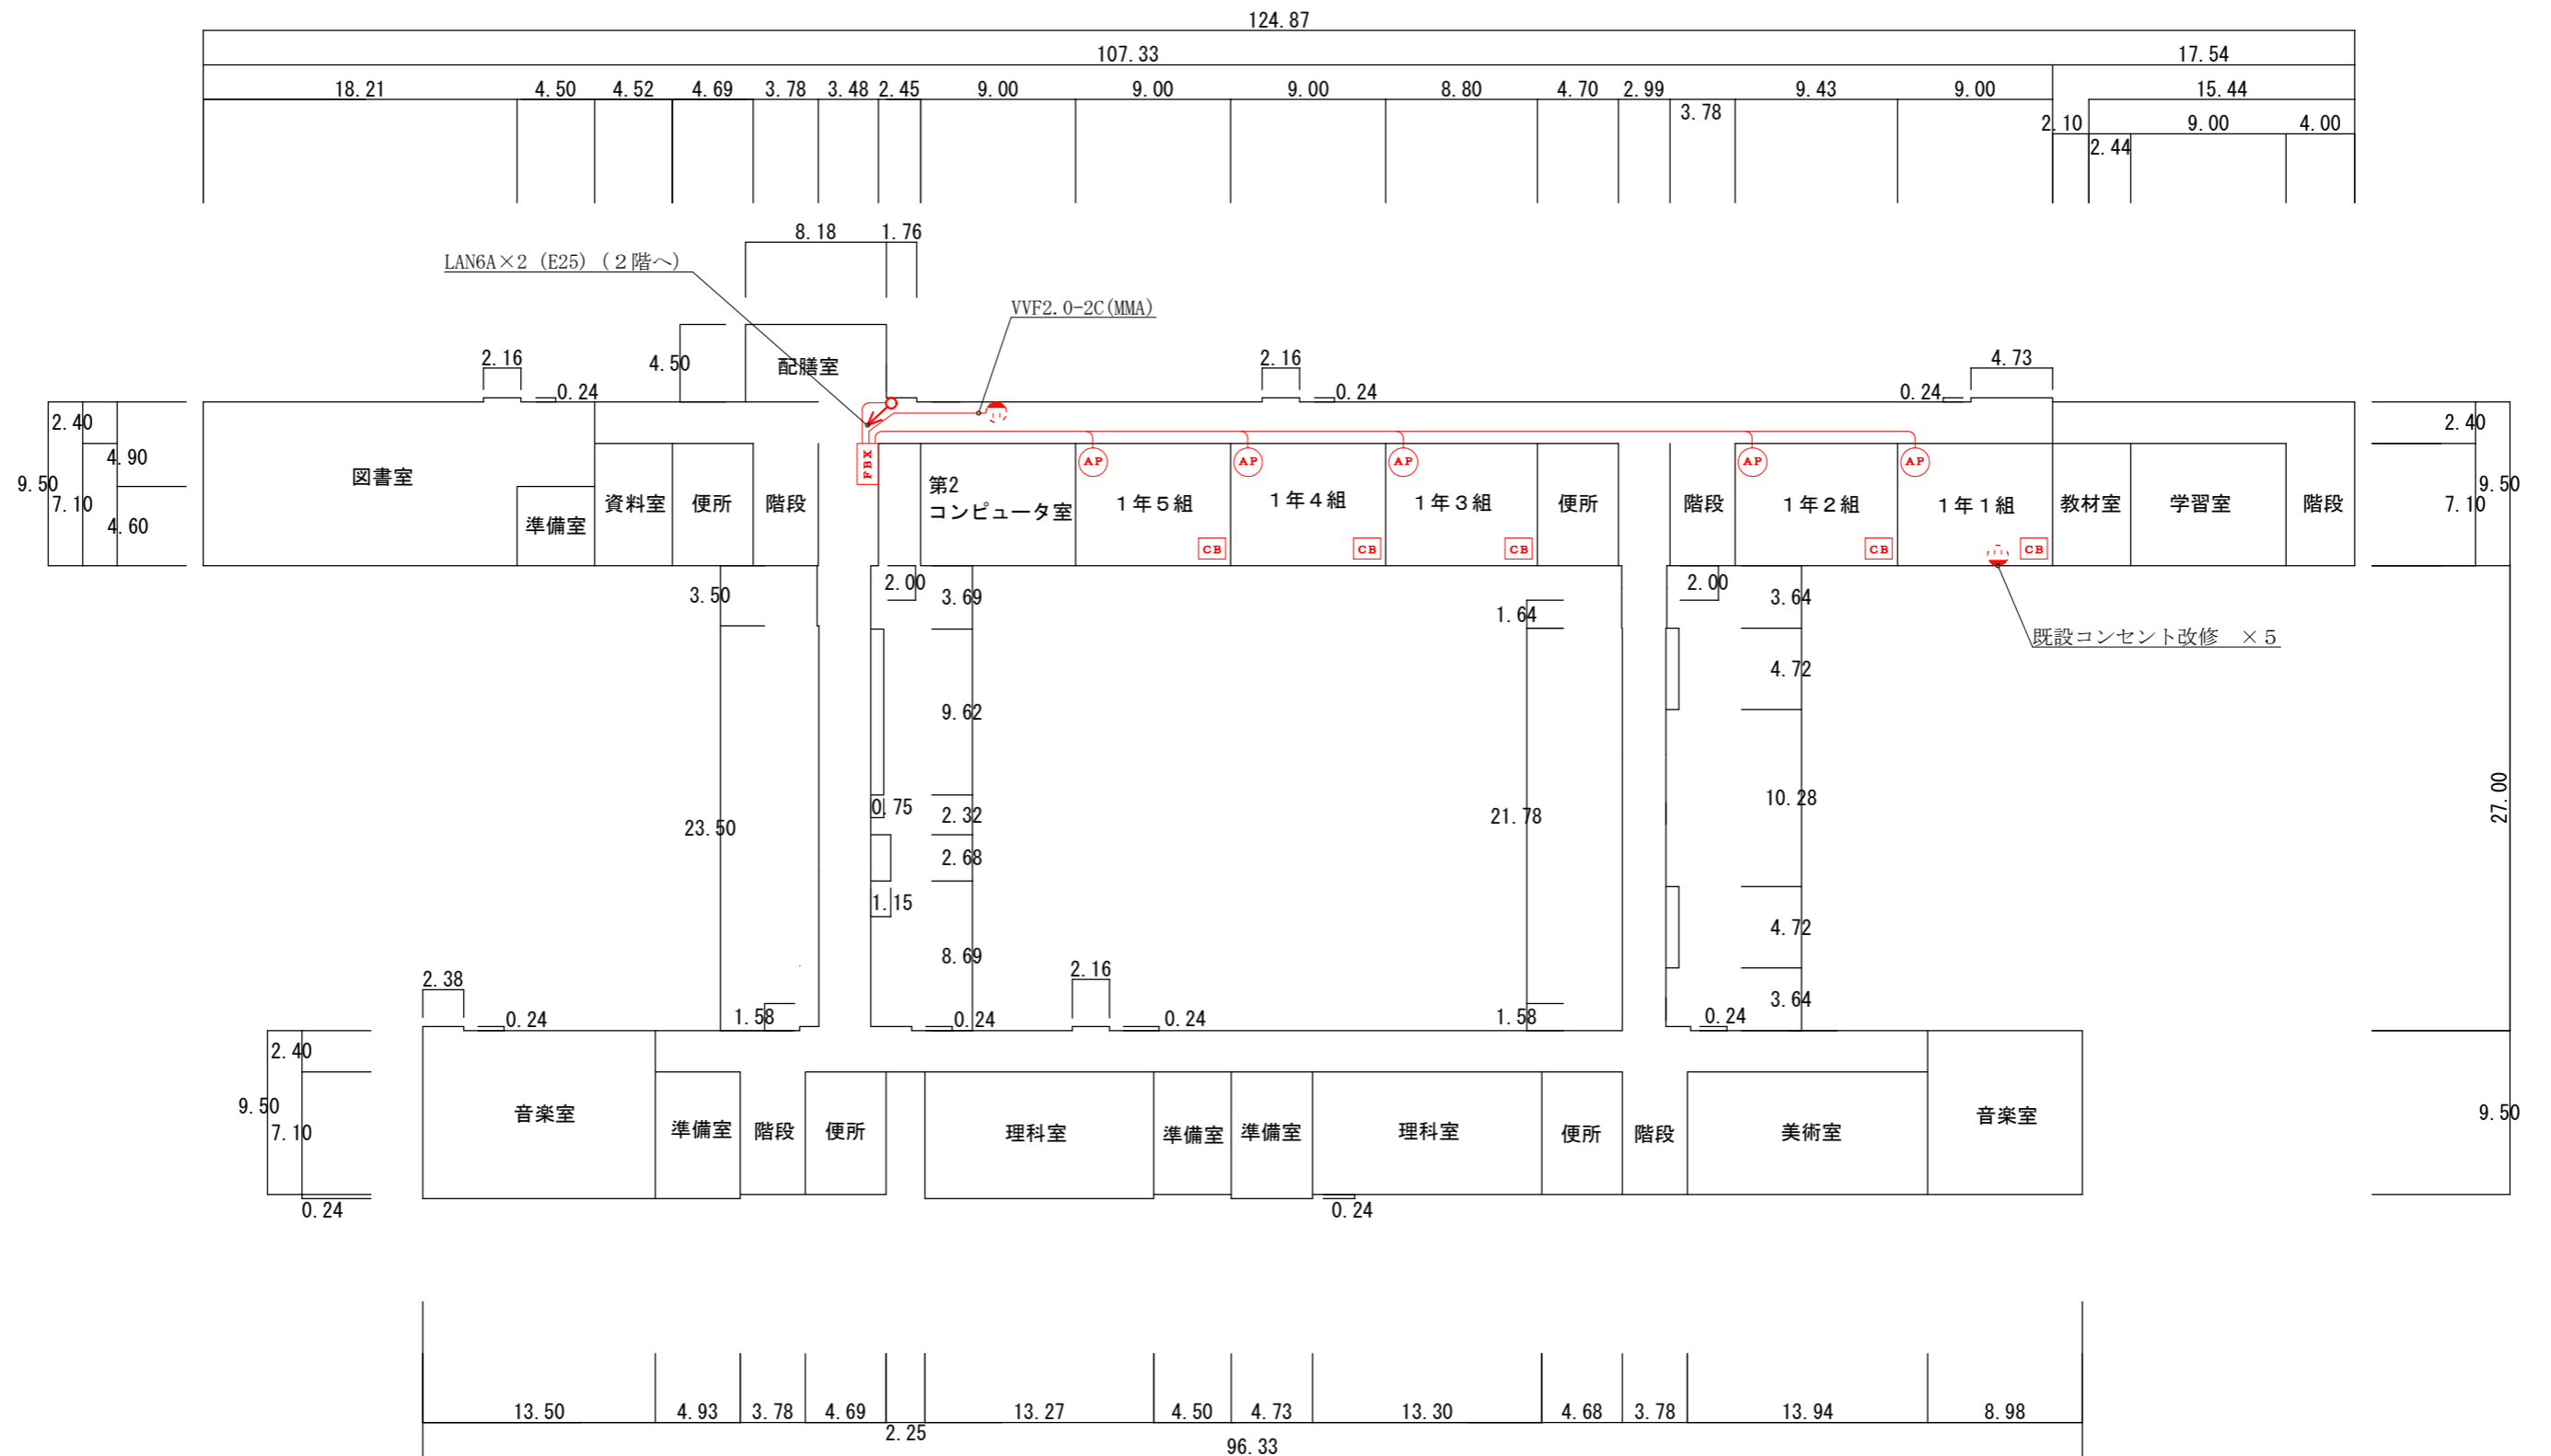 124.87
107.33
17.54
18.21
4.50
4.52
4.69
3.78
3.48
2.45
9.00
9.00
9.00
8.80
4.70
2.99
9.43
9.00
15.44
3.78
2.10
9.00
4.00
2.44
8.18
1.76
LAN6A×2 (E25) (2階へ)
VVF2.0-2C(MMA)
2.16
4.50
配膳室
2.16
4.73
0.24
0.24
0.24
2.40
2.40
4.90
9.50
7.10
4.60
図書室
準備室
資料室
便所
階段
FBX
第2
コンピュータ室
AP
1年5組
CB
AP
1年4組
CB
AP
1年3組
CB
便所
階段
AP
1年2組
CB
AP
1年1組
CB
教材室
学習室
階段
9.50
7.10
3.50
2.00
3.69
1.64
2.00
3.64
既設コンセント改修 ×5
4.72
9.62
10.28
27.00
0.75
2.32
21.78
23.50
2.68
1.15
4.72
8.69
2.38
2.16
3.64
0.24
1.58
0.24
0.24
1.58
0.24
2.40
9.50
7.10
音楽室
準備室
階段
便所
理科室
準備室
準備室
理科室
便所
階段
美術室
音楽室
9.50
0.24
0.24
13.50
4.93
3.78
4.69
2.25
13.27
4.50
4.73
13.30
4.68
3.78
13.94
8.98
96.33